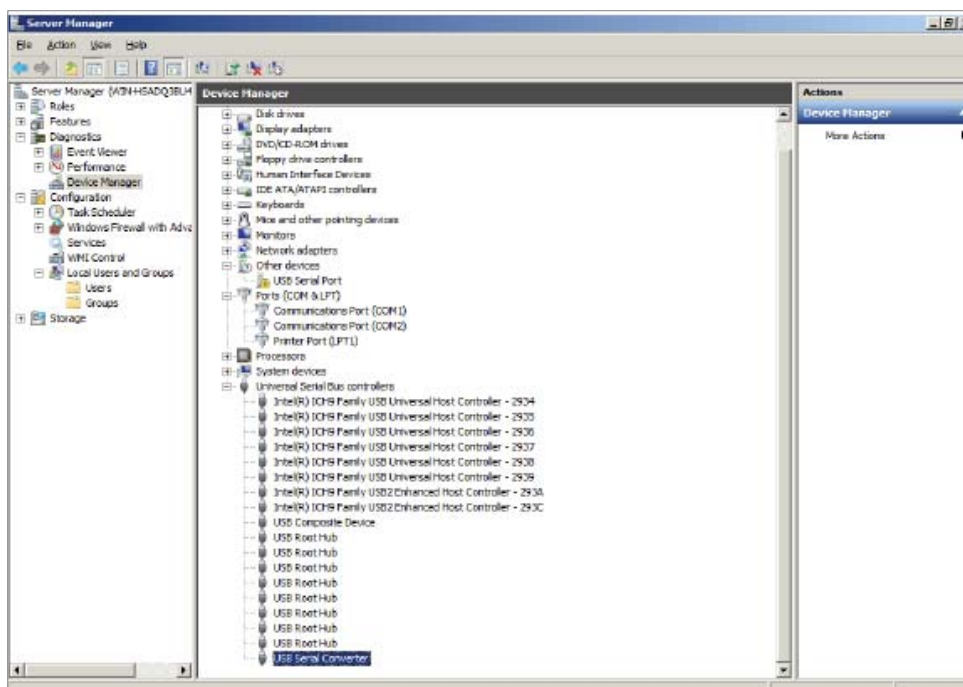 Server Manager
File Action View Help
Server Manager (WIN-HSADQ3BLH
Roles
Features
Diagnostics
Event Viewer
Performance
Device Manager
Configuration
Task Scheduler
Windows Firewall with Adva
Services
WMI Control
Local Users and Groups
Users
Groups
Storage
Device Manager
Disk drives
Display adapters
DVD/CD-ROM drives
Floppy drive controllers
Human Interface Devices
IDE ATA/ATAPI controllers
Keyboards
Mice and other pointing devices
Monitors
Network adapters
Other devices
USB Serial Port
Ports (COM & LPT)
Communications Port (COM1)
Communications Port (COM2)
Printer Port (LPT1)
Processors
System devices
Universal Serial Bus controllers
Intel(R) ICH9 Family USB Universal Host Controller - 2934
Intel(R) ICH9 Family USB Universal Host Controller - 2935
Intel(R) ICH9 Family USB Universal Host Controller - 2936
Intel(R) ICH9 Family USB Universal Host Controller - 2937
Intel(R) ICH9 Family USB Universal Host Controller - 2938
Intel(R) ICH9 Family USB Universal Host Controller - 2939
Intel(R) ICH9 Family USB2 Enhanced Host Controller - 293A
Intel(R) ICH9 Family USB2 Enhanced Host Controller - 293C
USB Composite Device
USB Root Hub
USB Root Hub
USB Root Hub
USB Root Hub
USB Root Hub
USB Root Hub
USB Root Hub
USB Root Hub
USB Serial Converter
Actions
Device Manager
More Actions